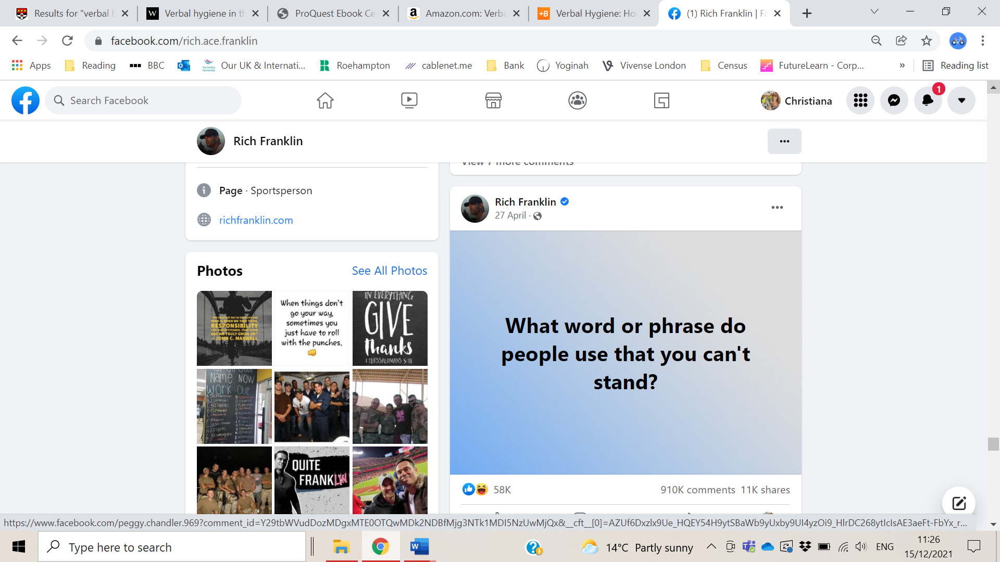 Results for "verbal h
Verbal hygiene in th
ProQuest Ebook Ce
Amazon.com: Verba
Verbal Hygiene: Ho
(1) Rich Franklin | Fa
facebook.com/rich.ace.franklin
Apps
Reading
BBC
Our UK & Internati...
Roehampton
cablenet.me
Bank
Yoginah
Vivense London
Census
FutureLearn - Corp...
»
Reading list
Search Facebook
Christiana
1
Rich Franklin
View 7 more comments
Page · Sportsperson
richfranklin.com
Photos
See All Photos
"THE GREATEST DAY IN YOUR LIFE AND
MINE IS WHEN WE TAKE TOTAL
RESPONSIBILITY
FOR OUR ATTITUDES. THAT'S THE
DAY WE TRULY GROW UP."
– JOHN C. MAXWELL
When things don't
go your way,
sometimes you
just have to roll
with the punches.
IN EVERYTHING
GIVE
thanks
1 THESSALONIANS 5:18
NAME NOW
WORK OUT
QUITE
FRANKLIN
Rich Franklin
27 April ·
What word or phrase do
people use that you can't
stand?
58K
910K comments 11K shares
https://www.facebook.com/peggy.chandler.969?comment_id=Y29tbWVudDozMDgxMTE0OTQwMDk2NDBfMjg3NTk1MDI5NzUwMjQx&__cft__[0]=AZUf6Dxzlx9Ue_HQEY54H9ytSBaWb9yUxby9UI4yzOi9_HlrDC268ytIcIsAE3aeFt-FbYx_r...
Type here to search
14°C Partly sunny
ENG
11:26
15/12/2021